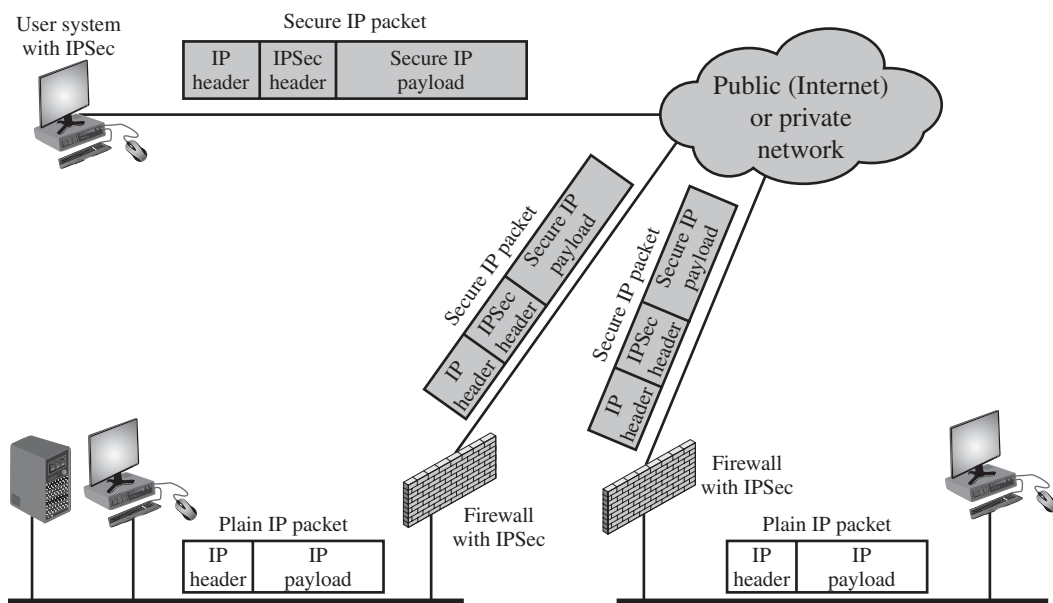 User system
with IPSec
Secure IP packet
IP
header
IPSec
header
Secure IP
payload
Public (Internet)
or private
network
Secure IP packet
IP
header
IPSec
header
Secure IP
payload
Secure IP packet
IP
header
IPSec
header
Secure IP
payload
Plain IP packet
IP
header
IP
payload
Firewall
with IPSec
Firewall
with IPSec
Plain IP packet
IP
header
IP
payload